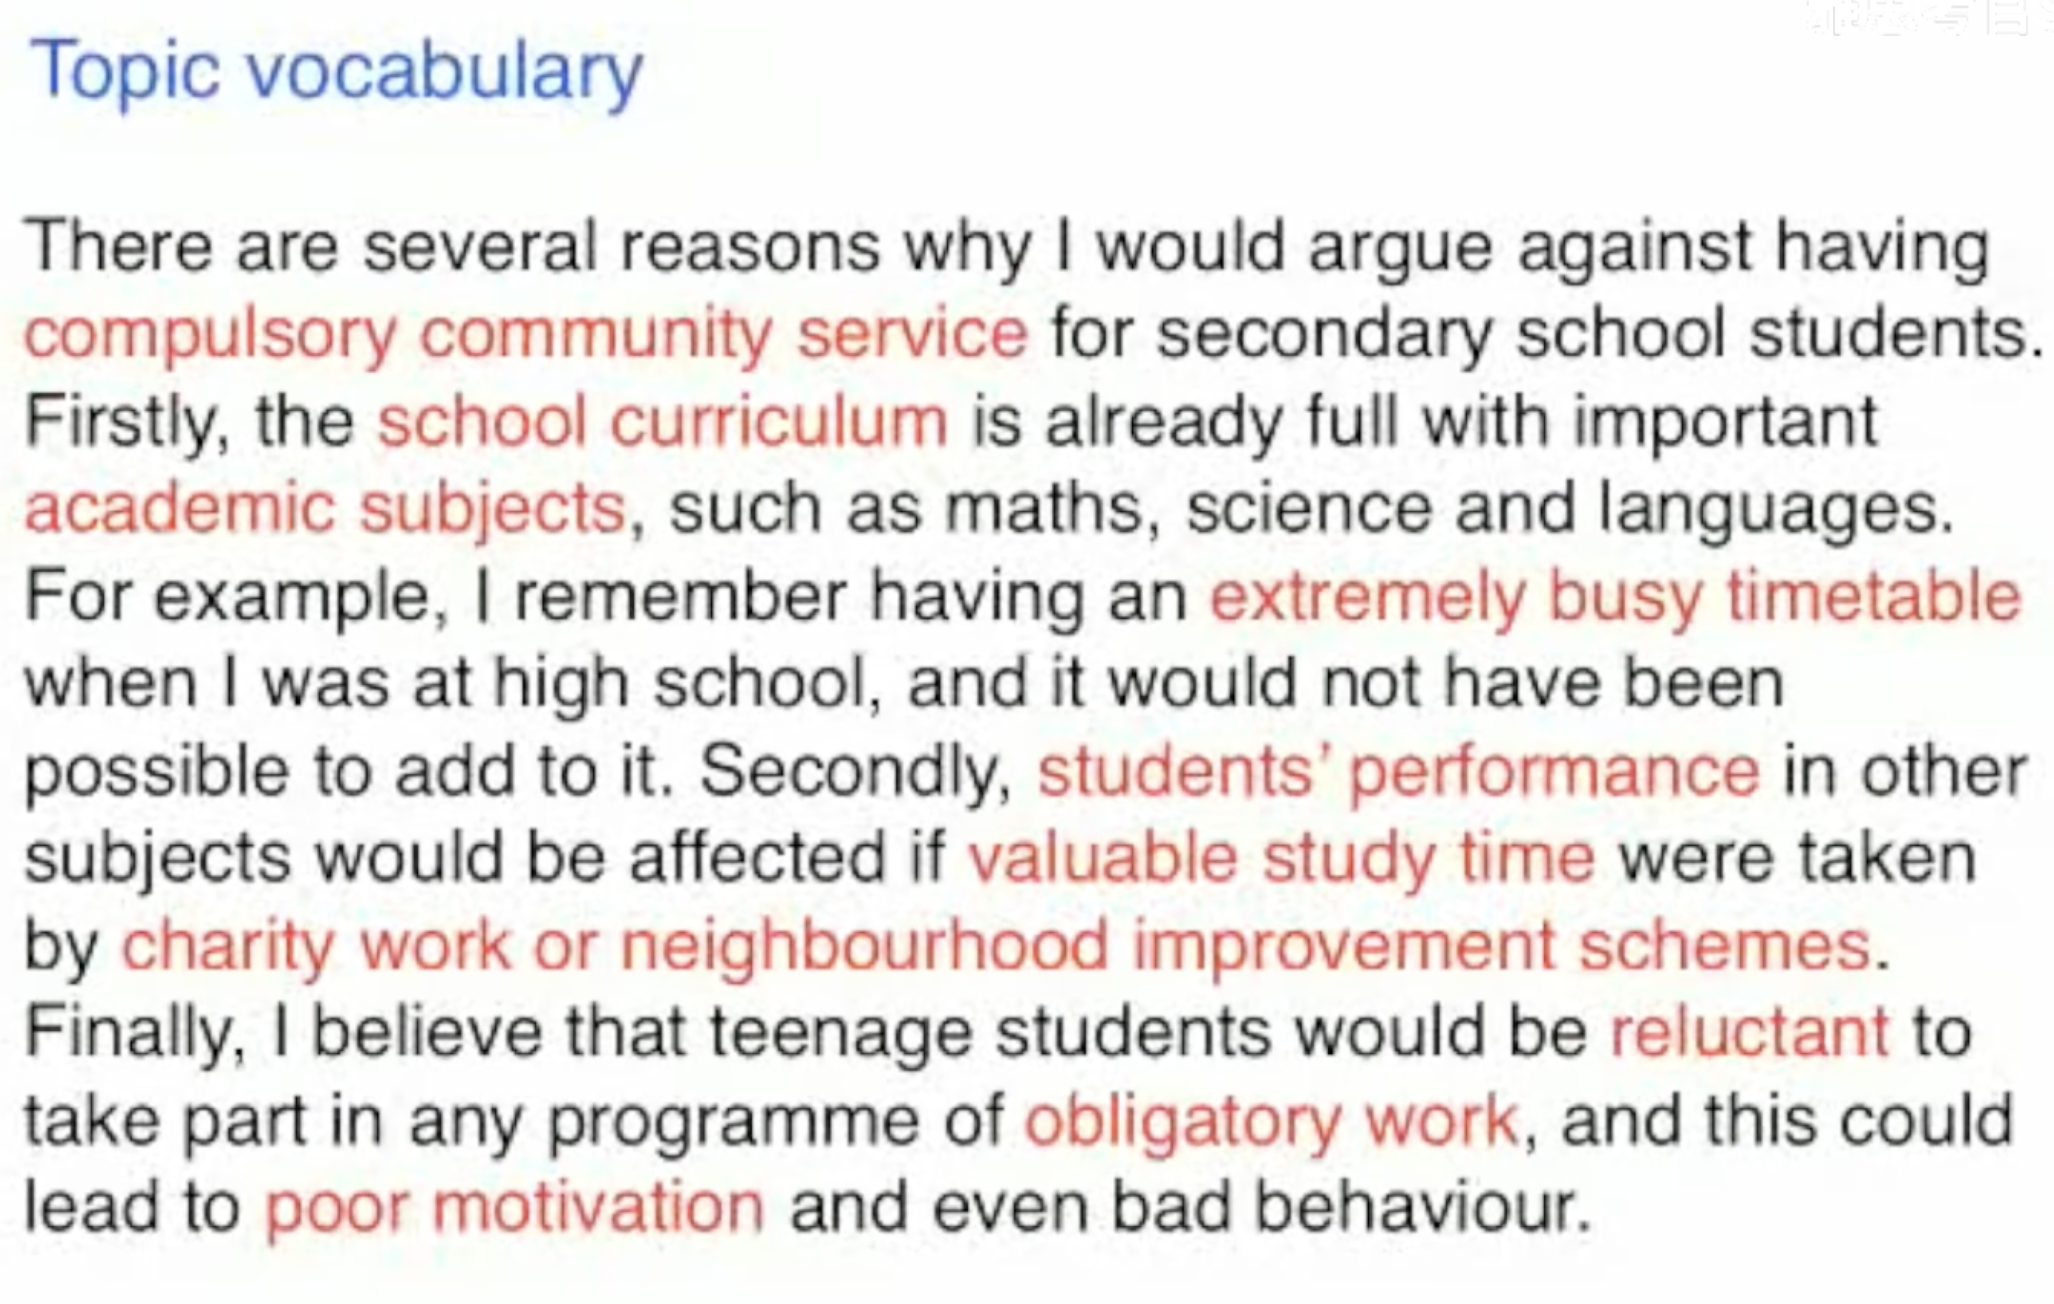 Topic vocabulary
There are several reasons why I would argue against having
compulsory community service for secondary school students.
Firstly, the school curriculum is already full with important
academic subjects, such as maths, science and languages.
For example, I remember having an extremely busy timetable
when I was at high school, and it would not have been
possible to add to it. Secondly, students' performance in other
subjects would be affected if valuable study time were taken
by charity work or neighbourhood improvement schemes.
Finally, I believe that teenage students would be reluctant to
take part in any programme of obligatory work, and this could
lead to poor motivation and even bad behaviour.